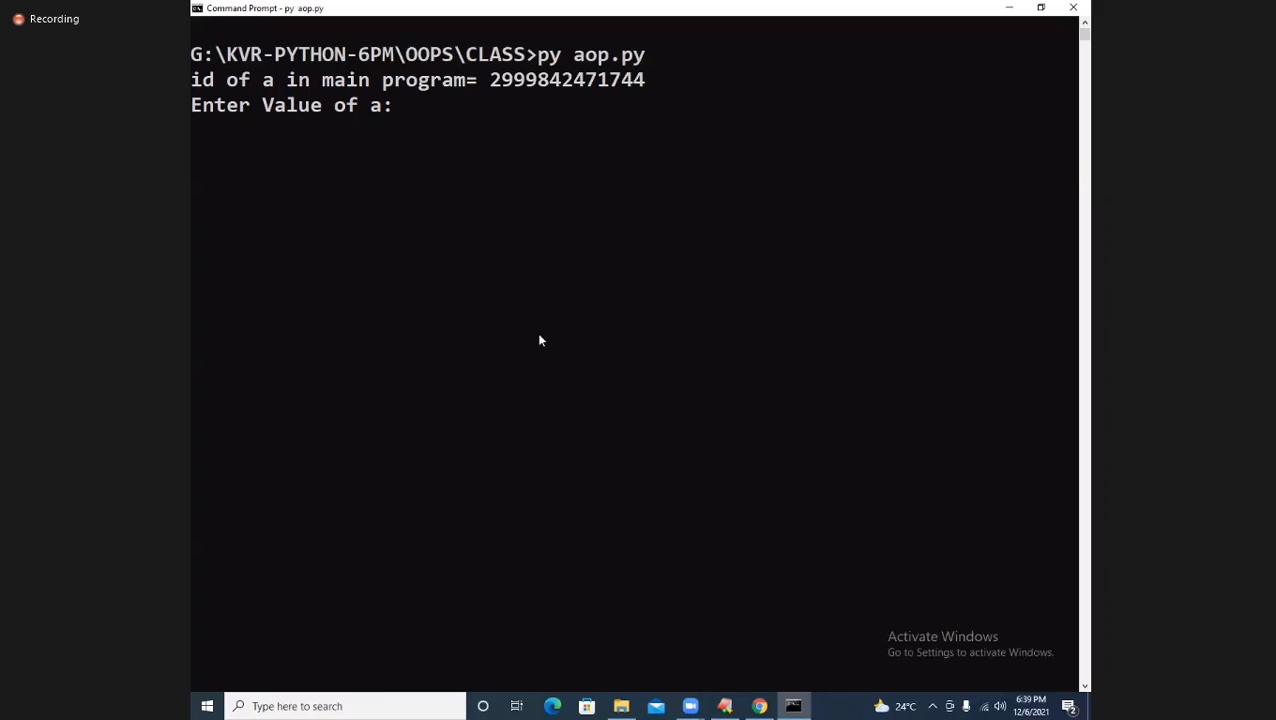 Recording
Command Prompt - py aop.py
G:\KVR-PYTHON-6PM\OOPS\CLASS>py aop.py
id of a in main program= 2999842471744
Enter Value of a:
Activate Windows
Go to Settings to activate Windows.
Type here to search
24°C
6:39 PM
12/6/2021
2